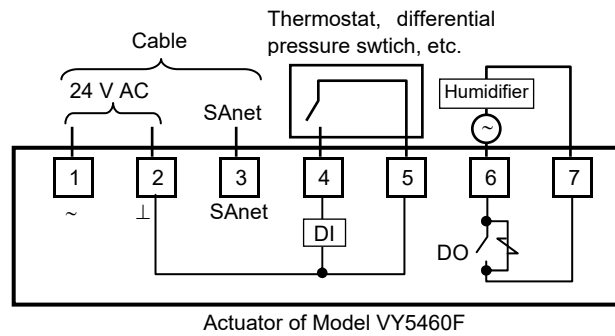 Thermostat, differential
pressure swtich, etc.
Cable
24 V AC
SAnet
Humidifier
~
1 2 3 4 5 6 7
~ ⊥ SAnet
DI
DO
Actuator of Model VY5460F